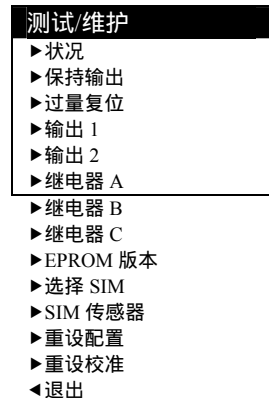 测试/维护
▶状况
▶保持输出
▶过量复位
▶输出 1
▶输出 2
▶继电器 A
▶继电器 B
▶继电器 C
▶EPROM 版本
▶选择 SIM
▶SIM 传感器
▶重设配置
▶重设校准
◀退出